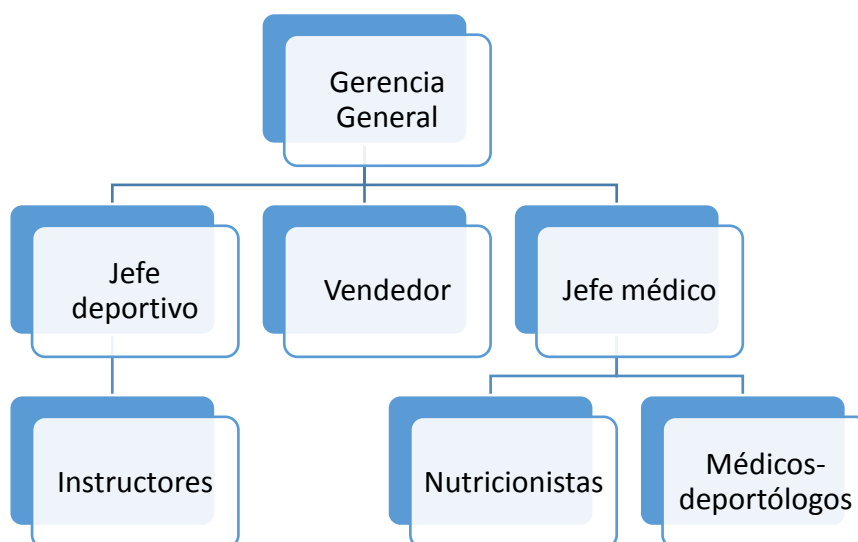 Gerencia
General
Jefe
deportivo
Vendedor
Jefe médico
Instructores
Nutricionistas
Médicos-
deportólogos